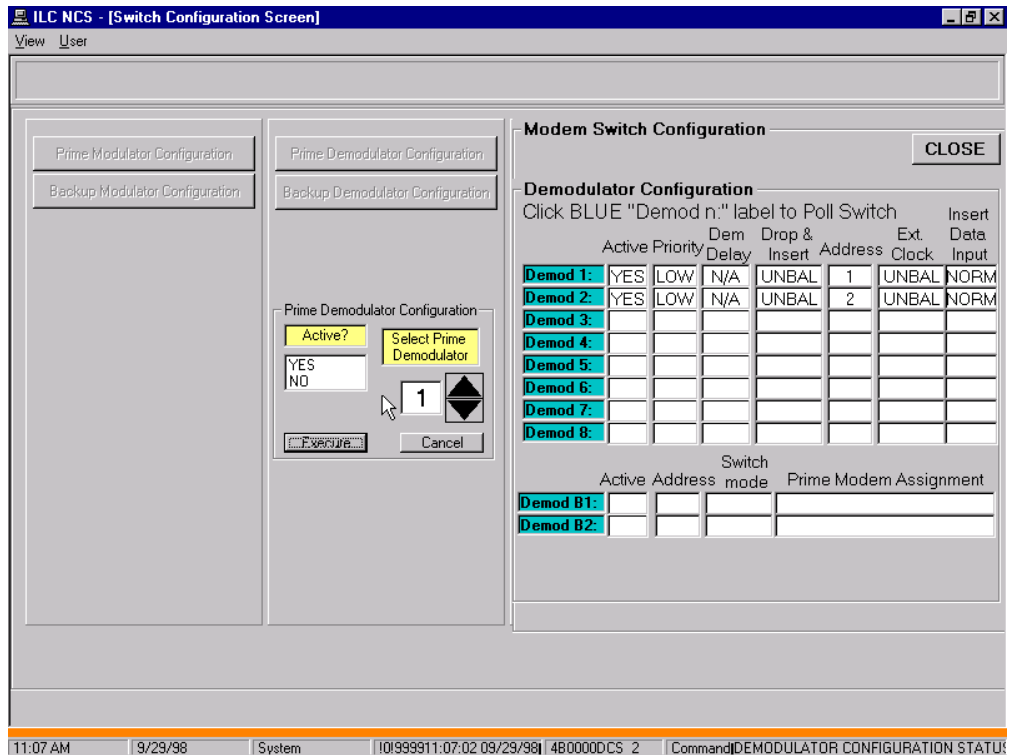 ILC NCS - [Switch Configuration Screen]
View User
Prime Modulator Configuration
Backup Modulator Configuration
Prime Demodulator Configuration
Backup Demodulator Configuration
Prime Demodulator Configuration
Active?
Select Prime
Demodulator
YES
NO
1
Execute
Cancel
Modem Switch Configuration
CLOSE
Demodulator Configuration
Click BLUE "Demod n:" label to Poll Switch
Active Priority Dem Delay Drop & Insert Address Ext. Clock Insert Data Input
Demod 1: YES LOW N/A UNBAL 1 UNBAL NORM
Demod 2: YES LOW N/A UNBAL 2 UNBAL NORM
Demod 3:
Demod 4:
Demod 5:
Demod 6:
Demod 7:
Demod 8:
Active Address Switch mode Prime Modem Assignment
Demod B1:
Demod B2:
11:07 AM 9/29/98 System !0!999911:07:02 09/29/98 4B0000DCS 2 Command DEMODULATOR CONFIGURATION STATUS